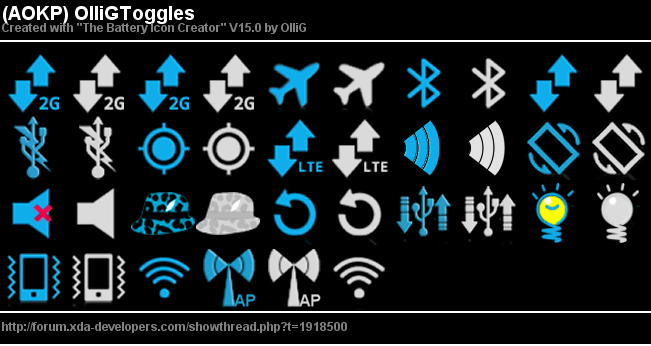 (AOKP) OlliGToggles
Created with "The Battery Icon Creator" V15.0 by OlliG
2G 2G 2G 2G
LTE LTE
AP AP
http://forum.xda-developers.com/showthread.php?t=1918500